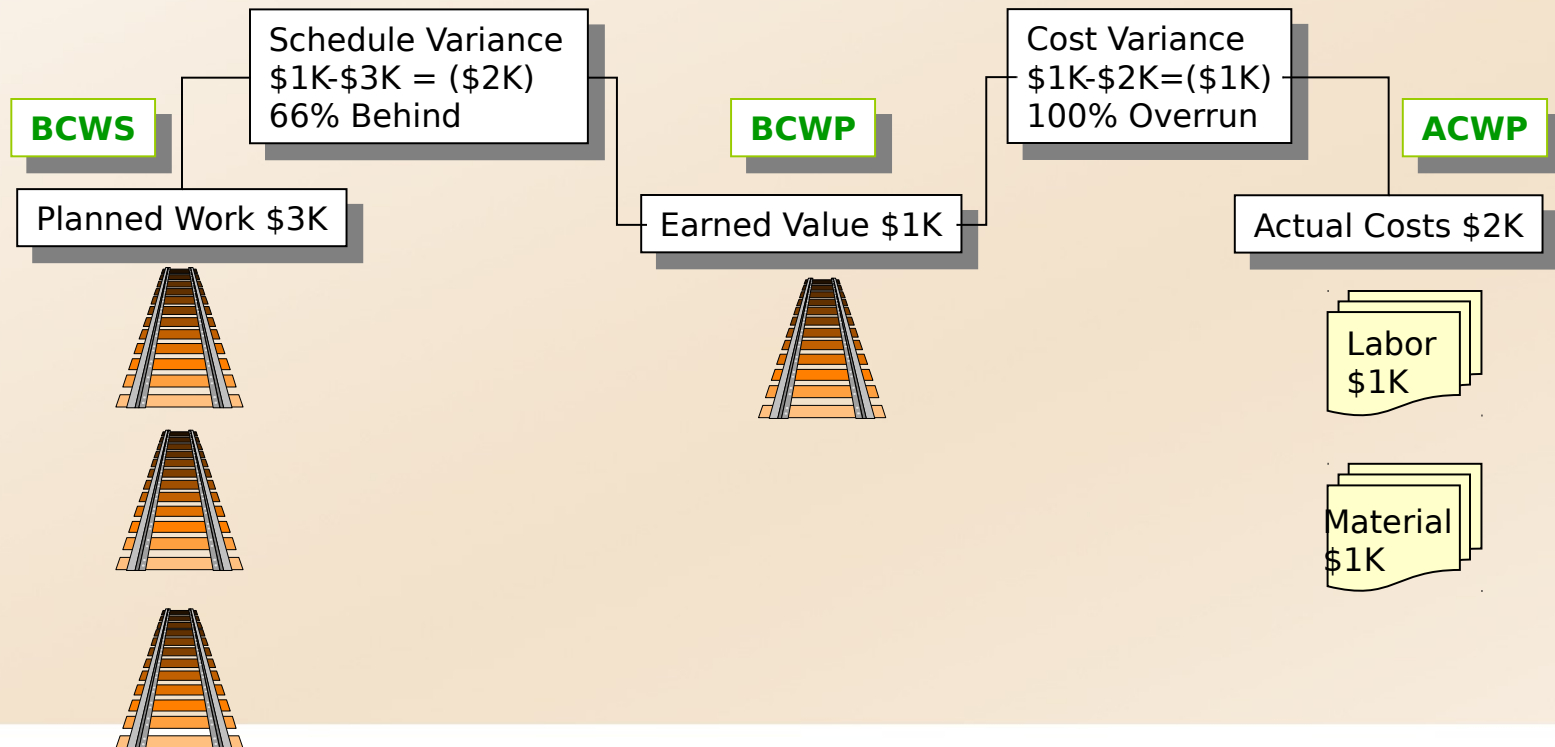 Schedule Variance
$1K-$3K = ($2K)
66% Behind
Cost Variance
$1K-$2K=($1K)
100% Overrun
BCWS
BCWP
ACWP
Planned Work $3K
Earned Value $1K
Actual Costs $2K
Labor
$1K
Material
$1K